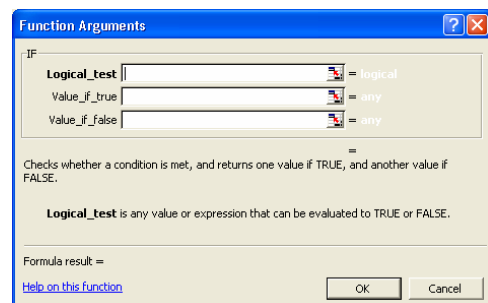 Function Arguments
IF
Logical_test = logical
Value_if_true = any
Value_if_false = any
=
Checks whether a condition is met, and returns one value if TRUE, and another value if
FALSE.
Logical_test is any value or expression that can be evaluated to TRUE or FALSE.
Formula result =
Help on this function
OK Cancel